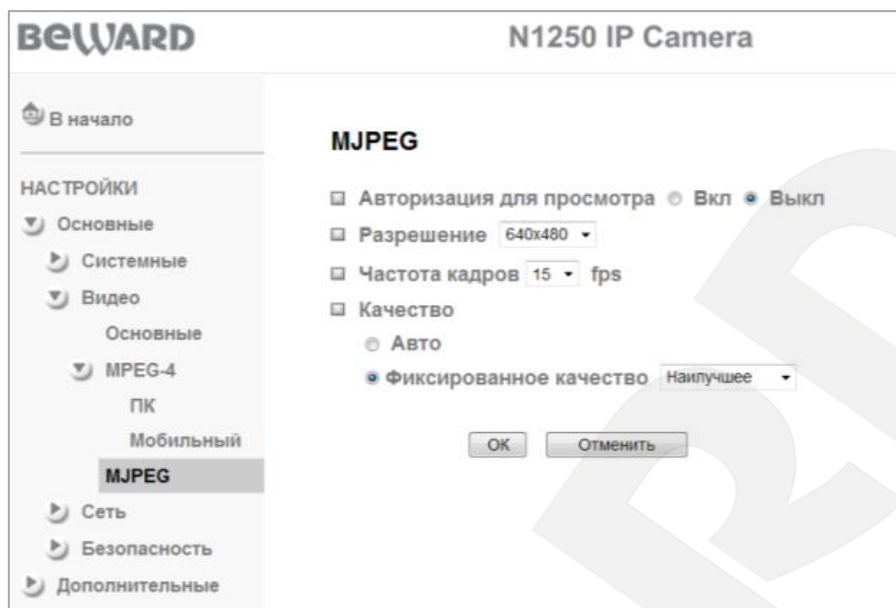 BEWARD
N1250 IP Camera
В начало
НАСТРОЙКИ
Основные
Системные
Видео
Основные
MPEG-4
ПК
Мобильный
MJPEG
Сеть
Безопасность
Дополнительные
MJPEG
Авторизация для просмотра Вкл Выкл
Разрешение 640x480
Частота кадров 15 fps
Качество
Авто
Фиксированное качество Наилучшее
ОК Отменить